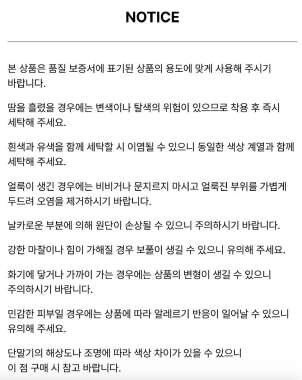 NOTICE
본 상품은 품질 보증서에 표기된 상품의 용도에 맞게 사용해 주시기
바랍니다.
땀을 흘렸을 경우에는 변색이나 탈색의 위험이 있으므로 착용 후 즉시
세탁해 주세요.
흰색과 유색을 함께 세탁할 시 이염될 수 있으니 동일한 색상 계열과 함께
세탁해 주세요.
얼룩이 생긴 경우에는 비비거나 문지르지 마시고 얼룩진 부위를 가볍게
두드려 오염을 제거하시기 바랍니다.
날카로운 부분에 의해 원단이 손상될 수 있으니 주의하시기 바랍니다.
강한 마찰이나 힘이 가해질 경우 보풀이 생길 수 있으니 유의해 주세요.
화기에 닿거나 가까이 가는 경우에는 상품의 변형이 생길 수 있으니
주의하시기 바랍니다.
민감한 피부일 경우에는 상품에 따라 알레르기 반응이 일어날 수 있으니
유의해 주세요.
단말기의 해상도나 조명에 따라 색상 차이가 있을 수 있으니
이 점 구매 시 참고 바랍니다.